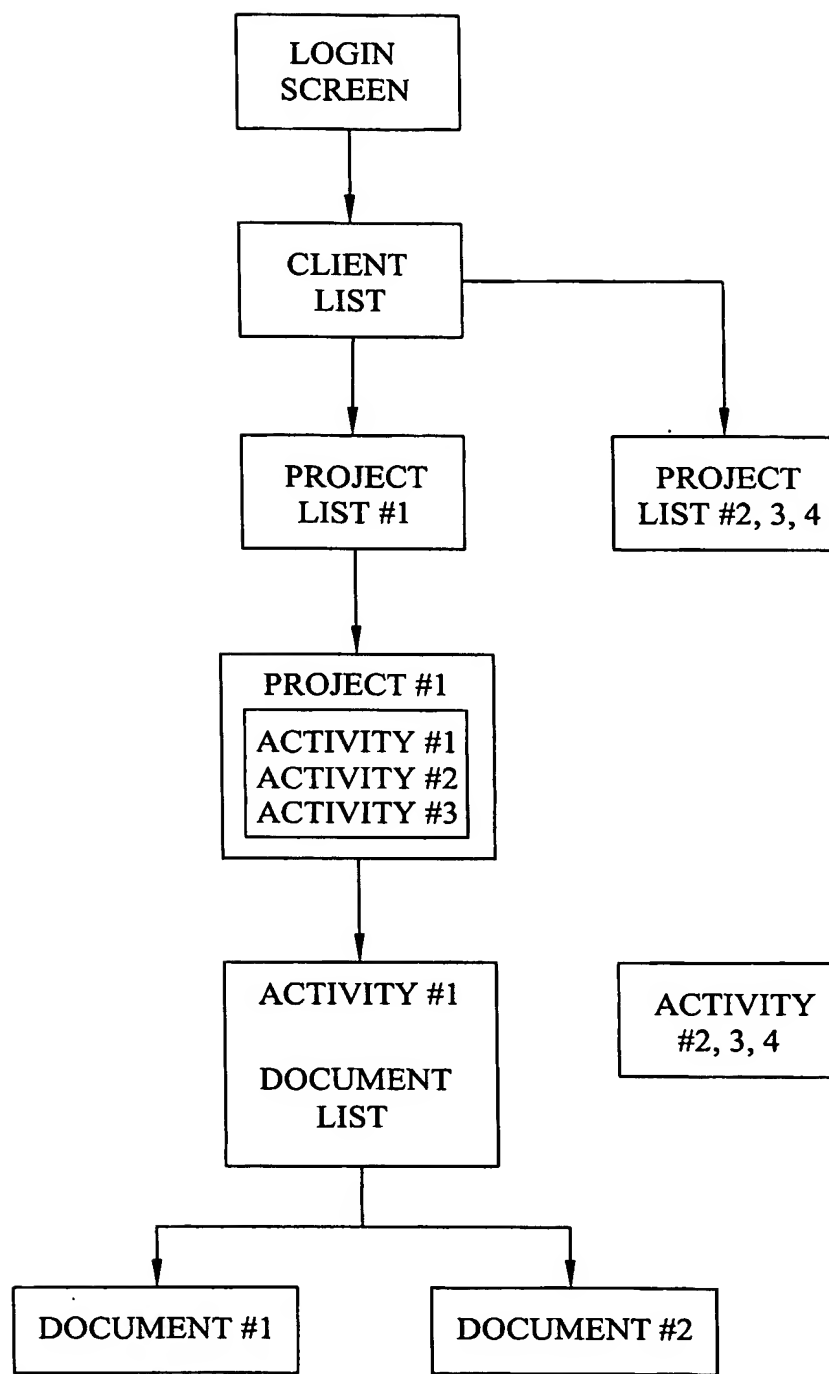 LOGIN
SCREEN
CLIENT
LIST
PROJECT
LIST #1
PROJECT
LIST #2, 3, 4
PROJECT #1
ACTIVITY #1
ACTIVITY #2
ACTIVITY #3
ACTIVITY #1
DOCUMENT
LIST
ACTIVITY
#2, 3, 4
DOCUMENT #1
DOCUMENT #2